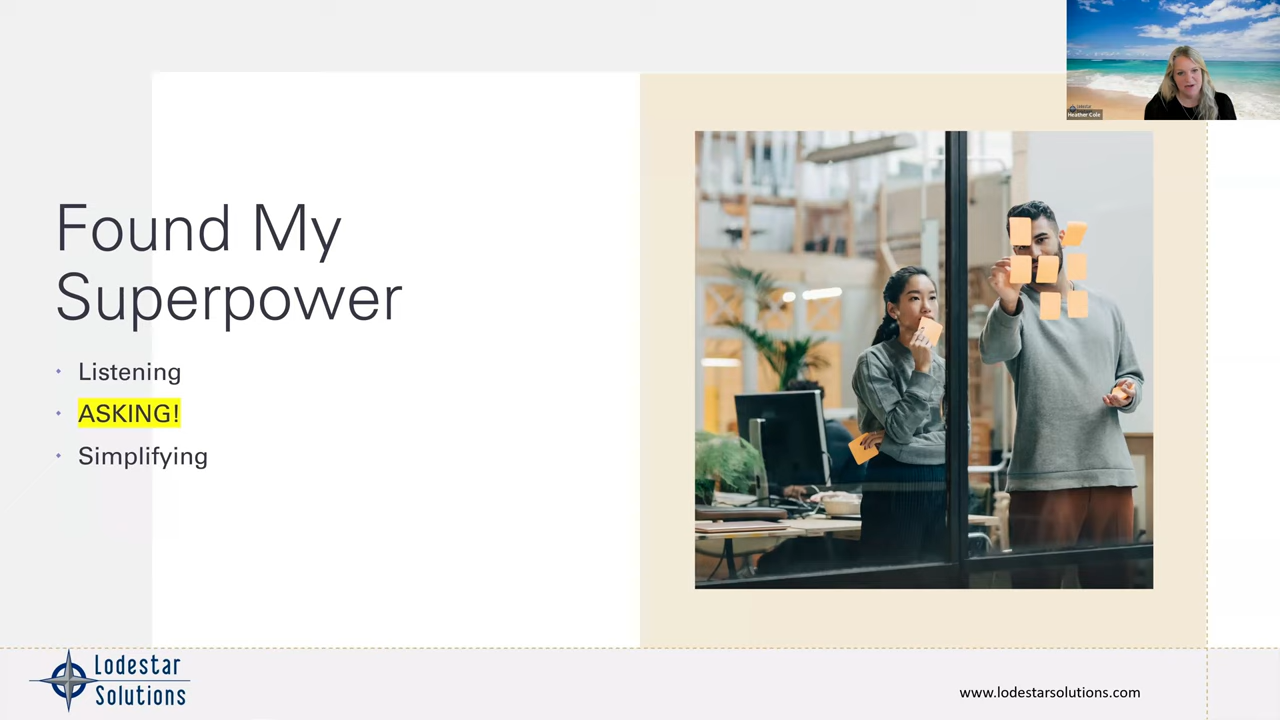 Heather Cole
Found My
Superpower
Listening
ASKING!
Simplifying
Lodestar
Solutions
www.lodestarsolutions.com